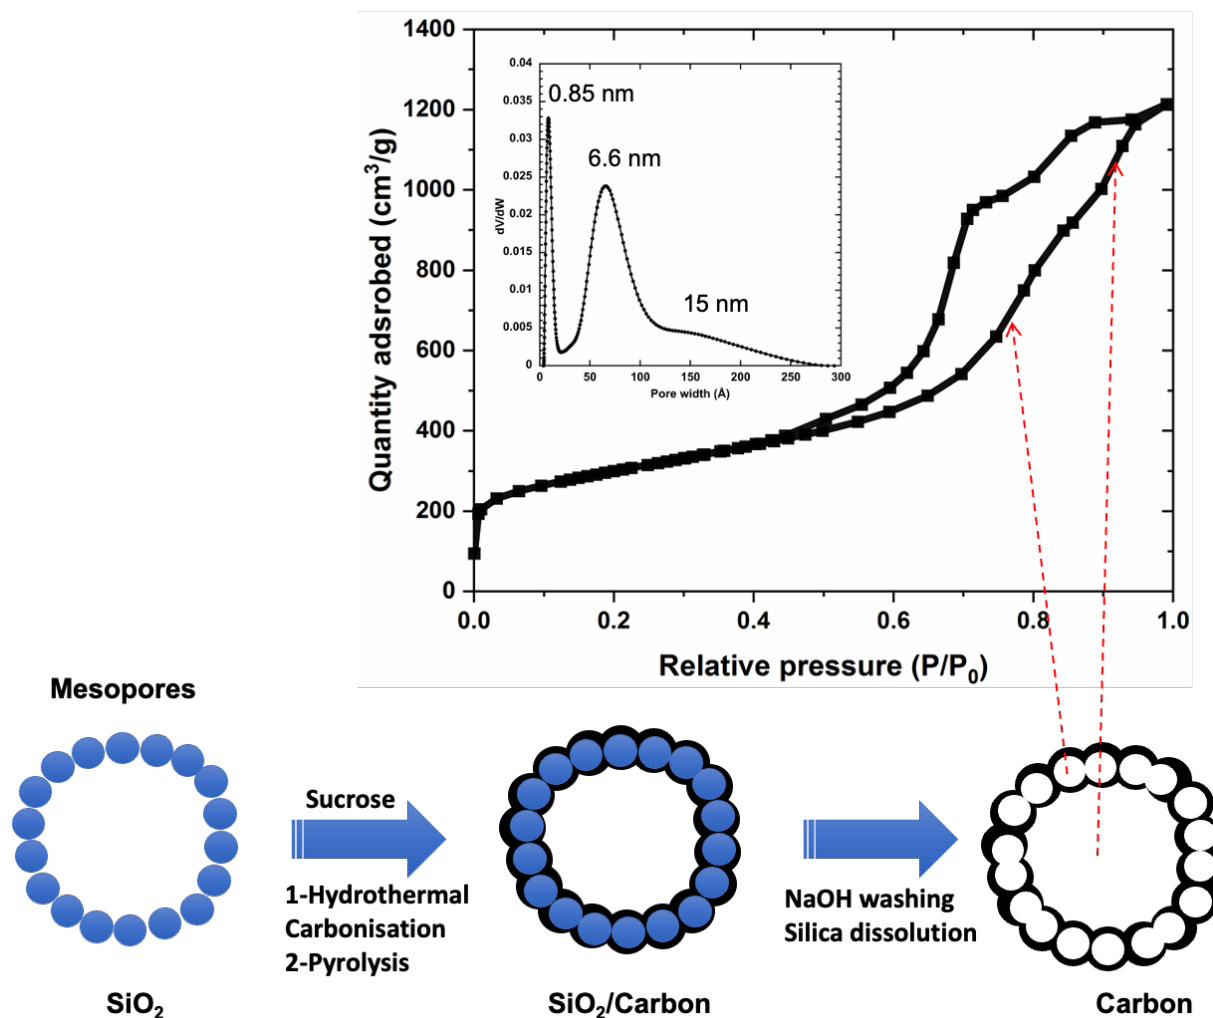 1400
1200
1000
800
600
400
200
0
Quantity adsrobed (cm³/g)
0.0 0.2 0.4 0.6 0.8 1.0
Relative pressure (P/P₀)
0.04
0.035
0.03
0.025
0.02
0.015
0.01
0.005
0
dV/dW
0 50 100 150 200 250 300
Pore width (Å)
0.85 nm
6.6 nm
15 nm
Mesopores
SiO₂
Sucrose
1-Hydrothermal
Carbonisation
2-Pyrolysis
SiO₂/Carbon
NaOH washing
Silica dissolution
Carbon